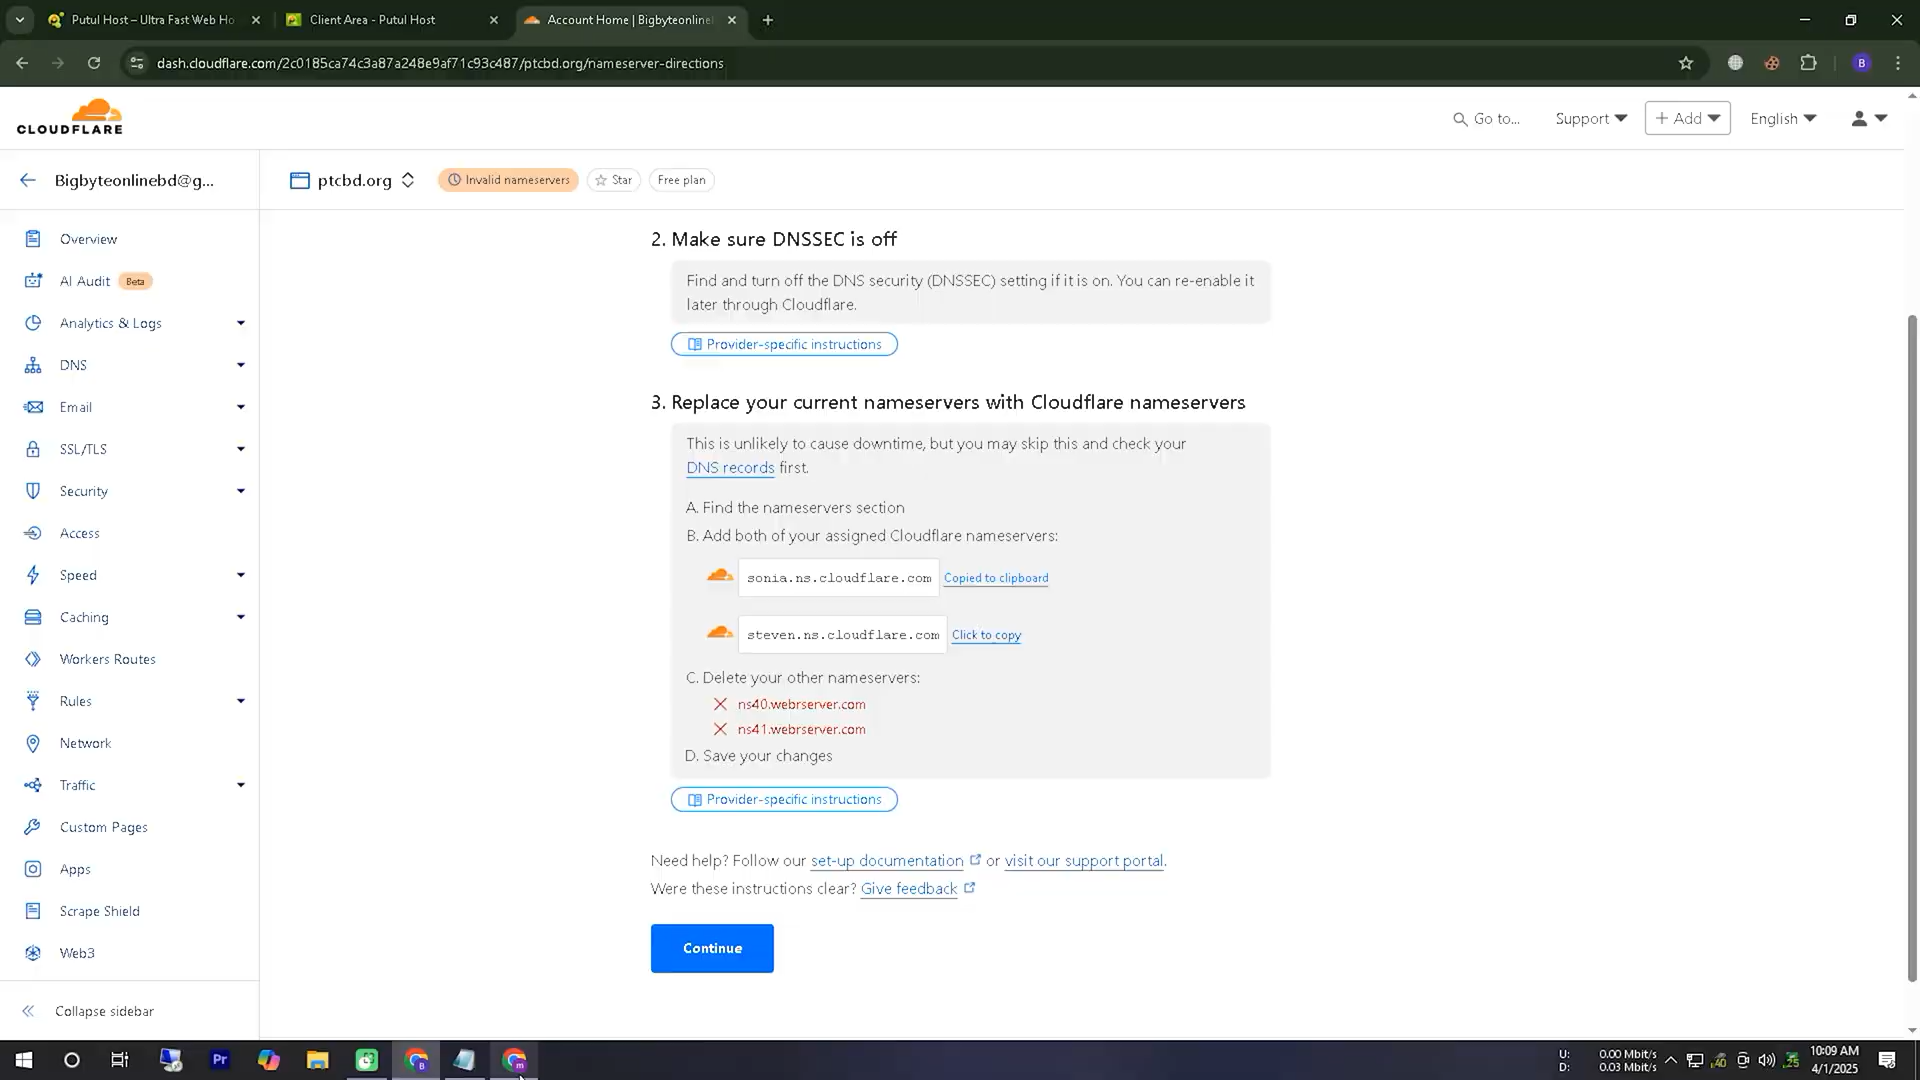 Putul Host – Ultra Fast Web Ho
Client Area - Putul Host
Account Home | Bigbyteonline
dash.cloudflare.com/2c0185ca74c3a87a248e9af71c93c487/ptcbd.org/nameserver-directions
B
CLOUDFLARE
Go to...
Support
+ Add
English
Bigbyteonlinebd@g...
ptcbd.org
Invalid nameservers
Star
Free plan
Overview
AI Audit Beta
Analytics & Logs
DNS
Email
SSL/TLS
Security
Access
Speed
Caching
Workers Routes
Rules
Network
Traffic
Custom Pages
Apps
Scrape Shield
Web3
Collapse sidebar
2. Make sure DNSSEC is off
Find and turn off the DNS security (DNSSEC) setting if it is on. You can re-enable it
later through Cloudflare.
Provider-specific instructions
3. Replace your current nameservers with Cloudflare nameservers
This is unlikely to cause downtime, but you may skip this and check your
DNS records first.
A. Find the nameservers section
B. Add both of your assigned Cloudflare nameservers:
sonia.ns.cloudflare.com Copied to clipboard
steven.ns.cloudflare.com Click to copy
C. Delete your other nameservers:
ns40.webrserver.com
ns41.webrserver.com
D. Save your changes
Provider-specific instructions
Need help? Follow our set-up documentation or visit our support portal.
Were these instructions clear? Give feedback
Continue
Pr
U: 0.00 Mbit/s
D: 0.03 Mbit/s
10:09 AM
4/1/2025